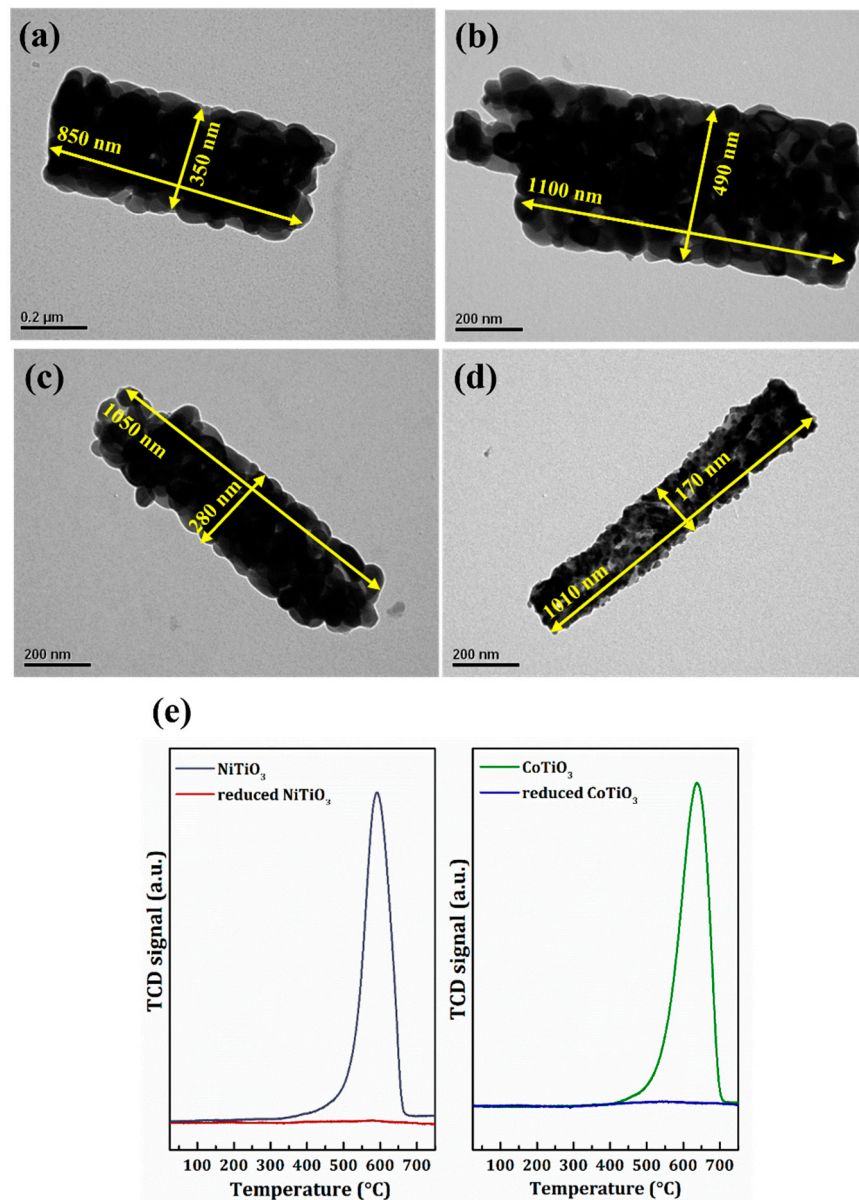 (a)
850 nm
350 nm
0.2 µm
(b)
490 nm
1100 nm
200 nm
(c)
1050 nm
280 nm
200 nm
(d)
170 nm
1010 nm
200 nm
(e)
NiTiO₃
reduced NiTiO₃
TCD signal (a.u.)
100 200 300 400 500 600 700
Temperature (°C)
CoTiO₃
reduced CoTiO₃
TCD signal (a.u.)
100 200 300 400 500 600 700
Temperature (°C)